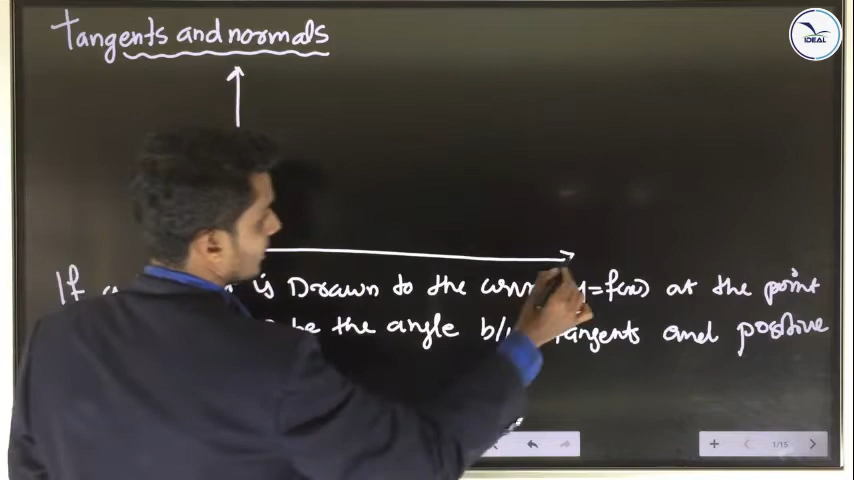 Tangents and normals
IDEAL
If is Drawn to the y=f(x) at the point
be the angle b/w tangents and positive
1/15